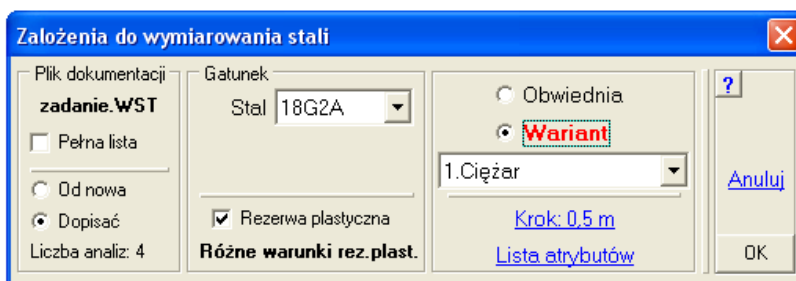 Założenia do wymiarowania stali
Plik dokumentacji
zadanie.WST
Pełna lista
Od nowa
Dopisać
Liczba analiz: 4
Gatunek
Stal 18G2A
Rezerwa plastyczna
Różne warunki rez.plast.
Obwiednia
Wariant
1.Ciężar
Krok: 0,5 m
Lista atrybutów
?
Anuluj
OK